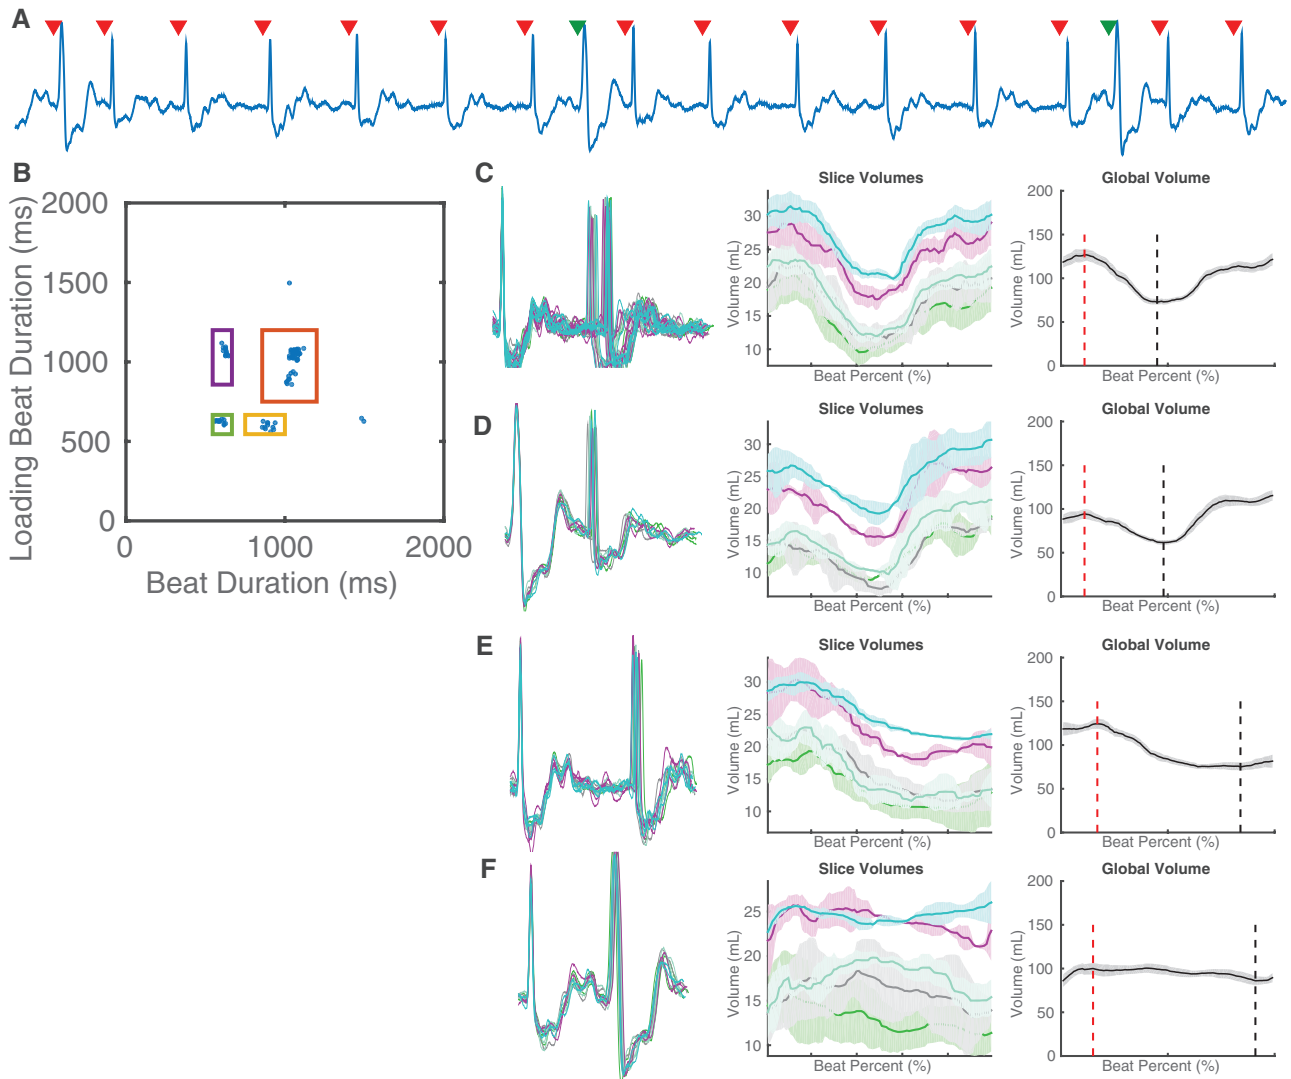 A
B
2000
1500
1000
500
0
0
1000
2000
Loading Beat Duration (ms)
Beat Duration (ms)
C
Slice Volumes
30
25
20
15
10
Volume (mL)
Beat Percent (%)
Global Volume
200
150
100
50
0
Volume (mL)
Beat Percent (%)
D
Slice Volumes
30
25
20
15
10
Volume (mL)
Beat Percent (%)
Global Volume
200
150
100
50
0
Volume (mL)
Beat Percent (%)
E
Slice Volumes
30
25
20
15
10
Volume (mL)
Beat Percent (%)
Global Volume
200
150
100
50
0
Volume (mL)
Beat Percent (%)
F
Slice Volumes
25
20
15
10
Volume (mL)
Beat Percent (%)
Global Volume
200
150
100
50
0
Volume (mL)
Beat Percent (%)